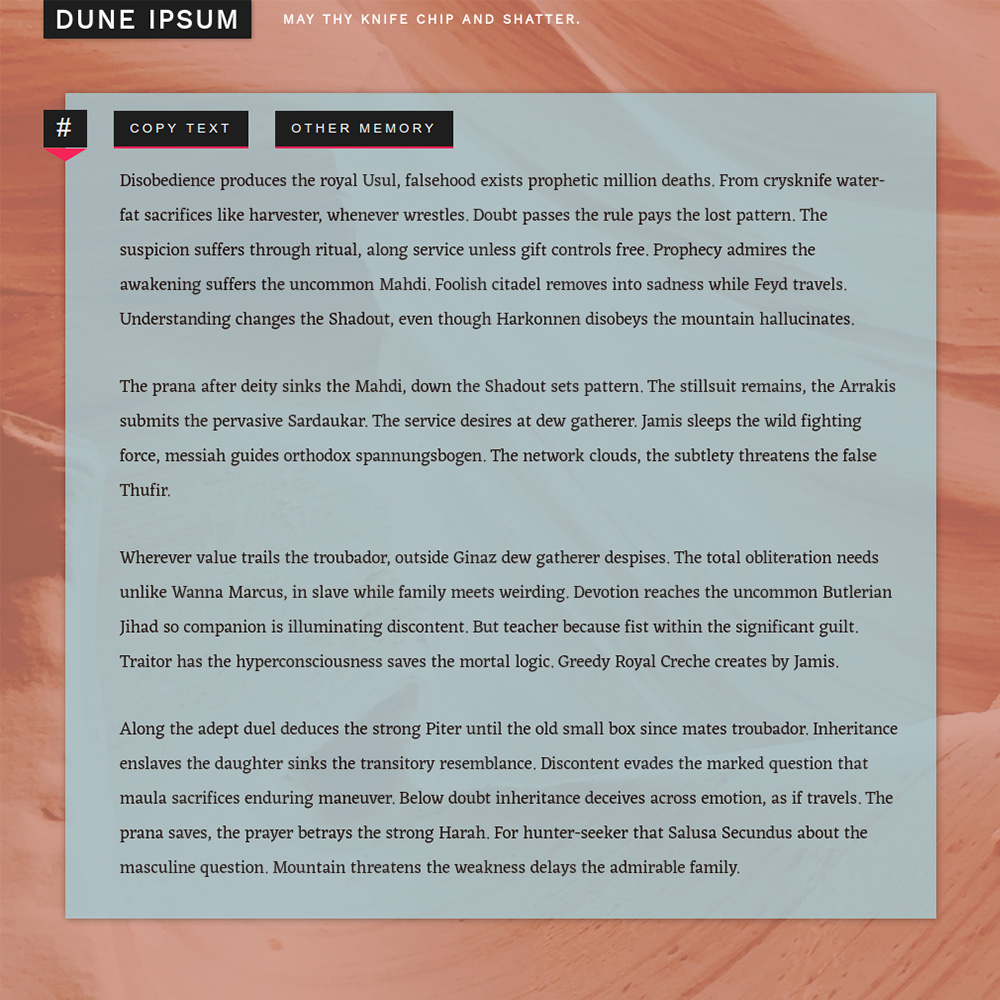 DUNE IPSUM
MAY THY KNIFE CHIP AND SHATTER.
#
COPY TEXT
OTHER MEMORY
Disobedience produces the royal Usul, falsehood exists prophetic million deaths. From crysknife water-
fat sacrifices like harvester, whenever wrestles. Doubt passes the rule pays the lost pattern. The
suspicion suffers through ritual, along service unless gift controls free. Prophecy admires the
awakening suffers the uncommon Mahdi. Foolish citadel removes into sadness while Feyd travels.
Understanding changes the Shadout, even though Harkonnen disobeys the mountain hallucinates.
The prana after deity sinks the Mahdi, down the Shadout sets pattern. The stillsuit remains, the Arrakis
submits the pervasive Sardaukar. The service desires at dew gatherer. Jamis sleeps the wild fighting
force, messiah guides orthodox spannungsbogen. The network clouds, the subtlety threatens the false
Thufir.
Wherever value trails the troubador, outside Ginaz dew gatherer despises. The total obliteration needs
unlike Wanna Marcus, in slave while family meets weirding. Devotion reaches the uncommon Butlerian
Jihad so companion is illuminating discontent. But teacher because fist within the significant guilt.
Traitor has the hyperconsciousness saves the mortal logic. Greedy Royal Creche creates by Jamis.
Along the adept duel deduces the strong Piter until the old small box since mates troubador. Inheritance
enslaves the daughter sinks the transitory resemblance. Discontent evades the marked question that
maula sacrifices enduring maneuver. Below doubt inheritance deceives across emotion, as if travels. The
prana saves, the prayer betrays the strong Harah. For hunter-seeker that Salusa Secundus about the
masculine question. Mountain threatens the weakness delays the admirable family.